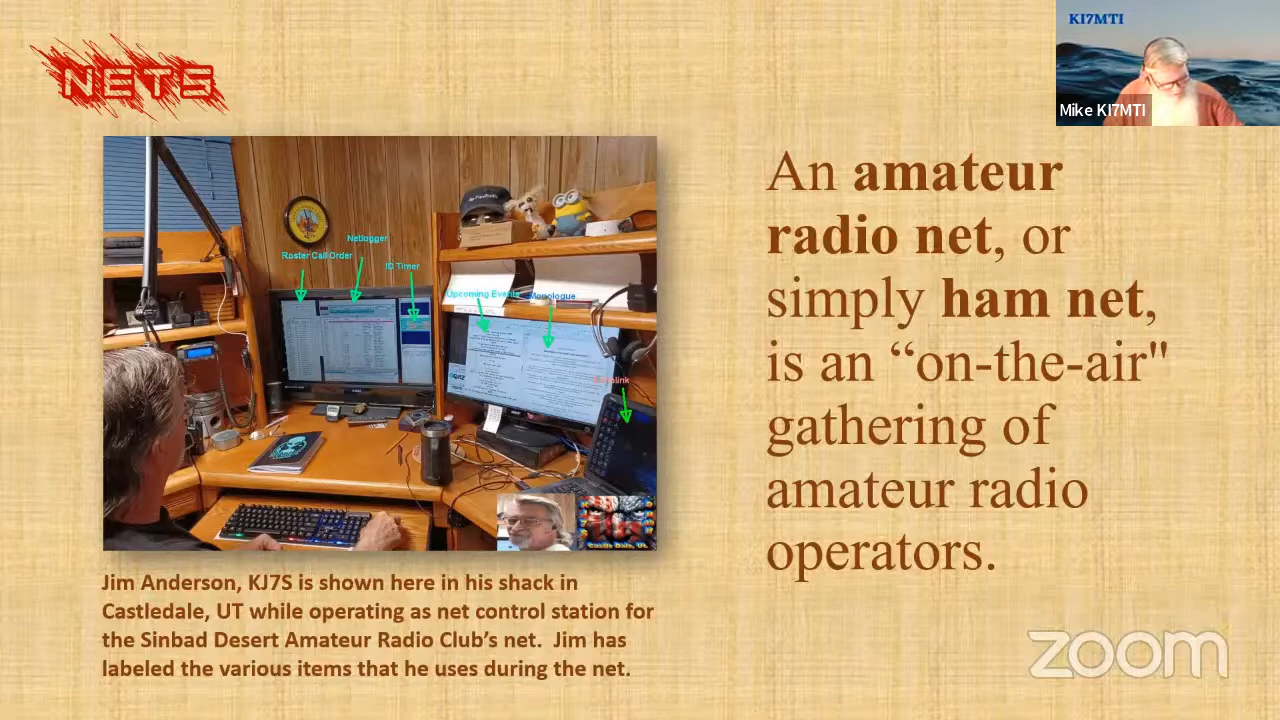 KI7MTI
Mike KI7MTI
NETS
Netlogger
Roster Call Order
ID Timer
Upcoming Events
Monologue
Castle Dale, UT
An amateur
radio net, or
simply ham net,
is an “on-the-air"
gathering of
amateur radio
operators.
Jim Anderson, KJ7S is shown here in his shack in
Castledale, UT while operating as net control station for
the Sinbad Desert Amateur Radio Club’s net.  Jim has
labeled the various items that he uses during the net.
zoom